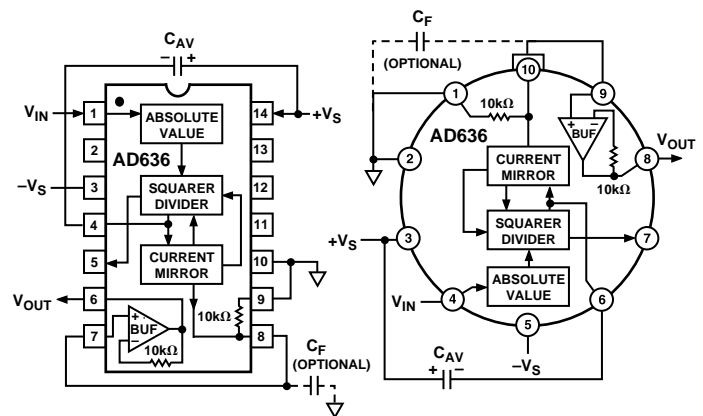 CAV
− +
VIN
1
14
+VS
ABSOLUTE
VALUE
2
AD636
13
−VS
3
SQUARER
DIVIDER
12
4
11
5
CURRENT
MIRROR
10
VOUT
6
9
10kΩ
+
BUF
−
10kΩ
7
8
CF
(OPTIONAL)
CF
(OPTIONAL)
10
1
9
10kΩ
AD636
+ −
BUF
VOUT
8
10kΩ
2
CURRENT
MIRROR
+VS
3
SQUARER
DIVIDER
7
VIN
4
ABSOLUTE
VALUE
6
5
−VS
CAV
+ −